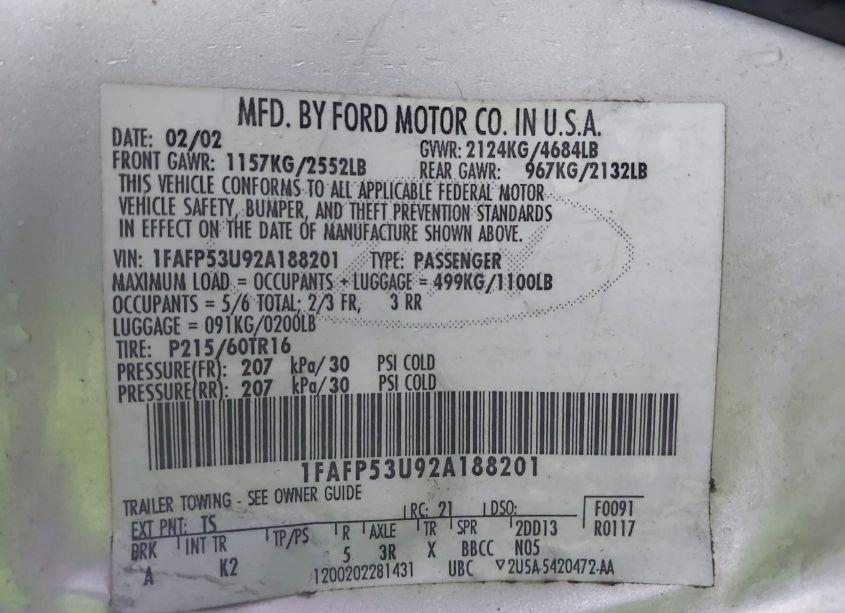 MFD. BY FORD MOTOR CO. IN U.S.A.
DATE: 02/02 GVWR: 2124KG/4684LB
FRONT GAWR: 1157KG/2552LB REAR GAWR: 967KG/2132LB
THIS VEHICLE CONFORMS TO ALL APPLICABLE FEDERAL MOTOR
VEHICLE SAFETY, BUMPER, AND THEFT PREVENTION STANDARDS
IN EFFECT ON THE DATE OF MANUFACTURE SHOWN ABOVE.
VIN: 1FAFP53U92A188201 TYPE: PASSENGER
MAXIMUM LOAD = OCCUPANTS + LUGGAGE = 499KG/1100LB
OCCUPANTS = 5/6 TOTAL: 2/3 FR, 3 RR
LUGGAGE = 091KG/0200LB
TIRE: P215/60TR16
PRESSURE(FR): 207 kPa/30 PSI COLD
PRESSURE(RR): 207 kPa/30 PSI COLD
1FAFP53U92A188201
TRAILER TOWING - SEE OWNER GUIDE
EXT PNT: TS RC: 21 DSO: F0091
BRK INT TR TP/PS R AXLE TR SPR 2DD13 R0117
A K2 5 3R X BBCC N05
1200202281431 UBC ▽2U5A-5420472-AA